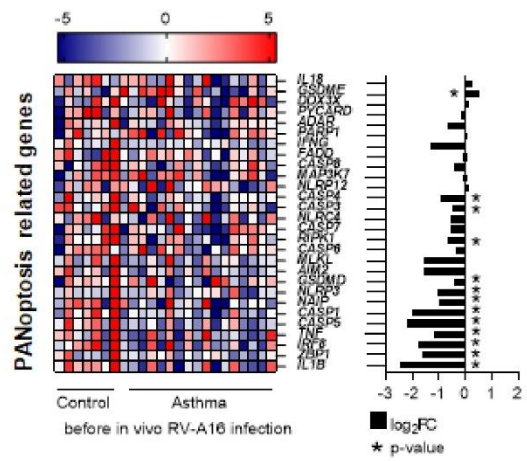 -5 0 5
PANoptosis related genes
IL18
GSDME
DDX3X
PYCARD
ADAR
PARP1
IFNG
FADD
CASP8
MAP3K7
NLRP12
CASP4
CASP3
NLRC4
CASP7
RIPK1
CASP6
MLKL
AIM2
GSDMD
NLRP3
NAIP
CASP1
CASP5
TNF
IRF8
ZBP1
IL1B
*
*
*
*
*
*
*
*
*
*
*
*
*
-3 -2 -1 0 1 2 3
Control Asthma
before in vivo RV-A16 infection
log₂FC
* p-value